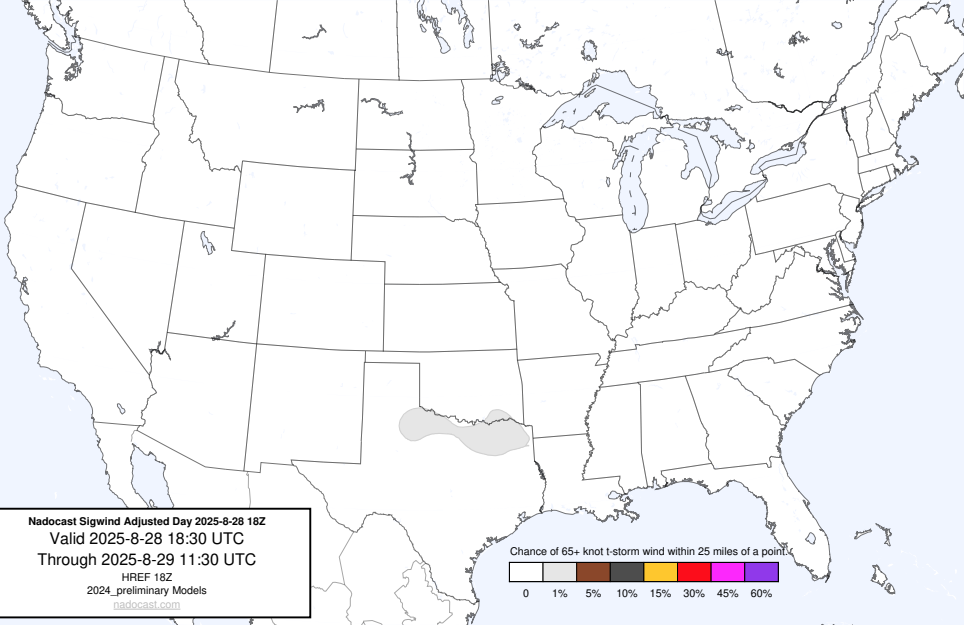 Nadocast Sigwind Adjusted Day 2025-8-28 18Z
Valid 2025-8-28 18:30 UTC
Through 2025-8-29 11:30 UTC
HREF 18Z
2024_preliminary Models
nadocast.com
Chance of 65+ knot t-storm wind within 25 miles of a point.
0 1% 5% 10% 15% 30% 45% 60%